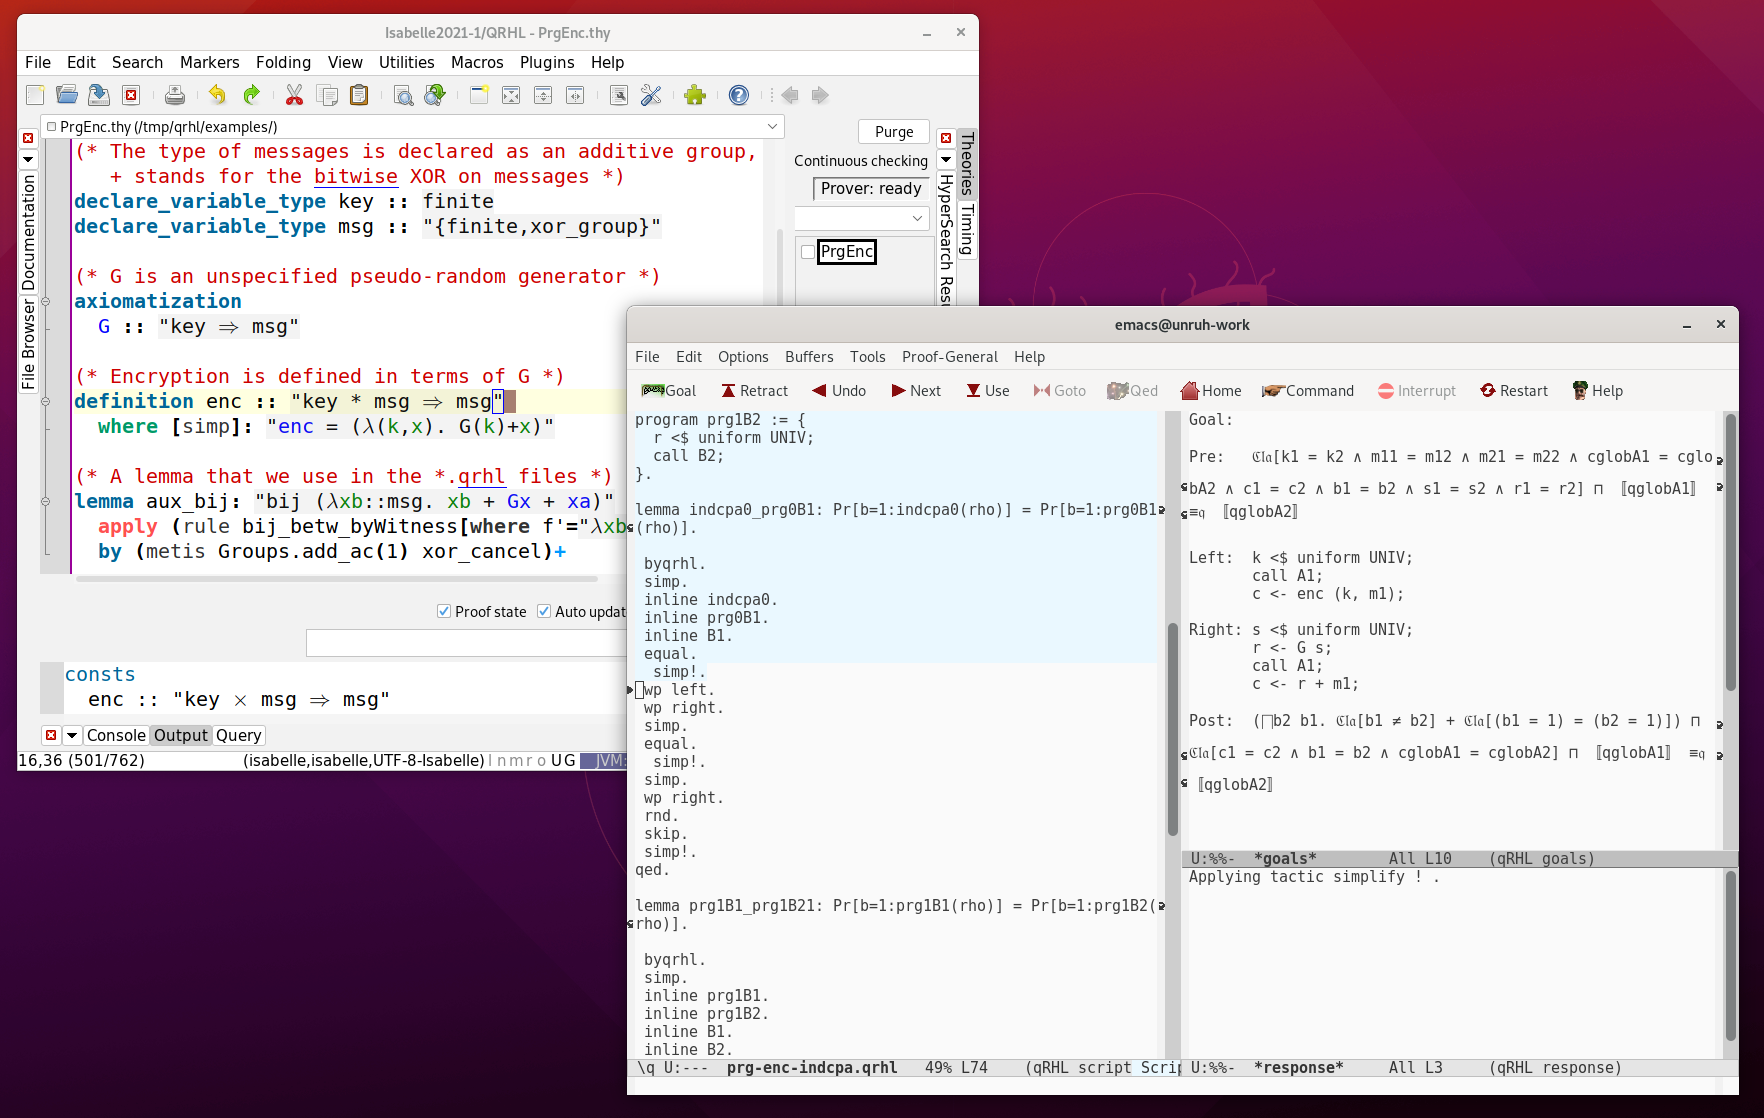 Isabelle2021-1/QRHL - PrgEnc.thy
File Edit Search Markers Folding View Utilities Macros Plugins Help
PrgEnc.thy (/tmp/qrhl/examples/)
(* The type of messages is declared as an additive group,
+ stands for the bitwise XOR on messages *)
declare_variable_type key :: finite
declare_variable_type msg :: "{finite,xor_group}"
(* G is an unspecified pseudo-random generator *)
axiomatization
G :: "key ⇒ msg"
(* Encryption is defined in terms of G *)
definition enc :: "key * msg ⇒ msg"
where [simp]: "enc = (λ(k,x). G(k)+x)"
(* A lemma that we use in the *.qrhl files *)
lemma aux_bij: "bij (λxb::msg. xb + Gx + xa)"
apply (rule bij_betw_byWitness[where f'="λxb
by (metis Groups.add_ac(1) xor_cancel)+
Documentation
File Browser
Purge
Continuous checking
Prover: ready
PrgEnc
Theories
Timing
HyperSearch Resu
Proof state
Auto updat
consts
enc :: "key × msg ⇒ msg"
Console Output Query
16,36 (501/762) (isabelle,isabelle,UTF-8-Isabelle) l n m r o UG JVM:
emacs@unruh-work
File Edit Options Buffers Tools Proof-General Help
Goal Retract Undo Next Use Goto Qed Home Command Interrupt Restart Help
program prg1B2 := {
r <$ uniform UNIV;
call B2;
}.
lemma indcpa0_prg0B1: Pr[b=1:indcpa0(rho)] = Pr[b=1:prg0B1
(rho)].
byqrhl.
simp.
inline indcpa0.
inline prg0B1.
inline B1.
equal.
simp!.
wp left.
wp right.
simp.
equal.
simp!.
simp.
wp right.
rnd.
skip.
simp!.
qed.
lemma prg1B1_prg1B21: Pr[b=1:prg1B1(rho)] = Pr[b=1:prg1B2(
rho)].
byqrhl.
simp.
inline prg1B1.
inline prg1B2.
inline B1.
inline B2.
\q U:--- prg-enc-indcpa.qrhl 49% L74 (qRHL script Scrip
Goal:
Pre: ℭ𝔩𝔞[k1 = k2 ∧ m11 = m12 ∧ m21 = m22 ∧ cglobA1 = cglo
bA2 ∧ c1 = c2 ∧ b1 = b2 ∧ s1 = s2 ∧ r1 = r2] ⊓ ⟦qglobA1⟧
≡𝔮 ⟦qglobA2⟧
Left: k <$ uniform UNIV;
call A1;
c <- enc (k, m1);
Right: s <$ uniform UNIV;
r <- G s;
call A1;
c <- r + m1;
Post: (⨅b2 b1. ℭ𝔩𝔞[b1 ≠ b2] + ℭ𝔩𝔞[(b1 = 1) = (b2 = 1)]) ⊓
ℭ𝔩𝔞[c1 = c2 ∧ b1 = b2 ∧ cglobA1 = cglobA2] ⊓ ⟦qglobA1⟧ ≡𝔮
⟦qglobA2⟧
U:%%- *goals* All L10 (qRHL goals)
Applying tactic simplify ! .
U:%%- *response* All L3 (qRHL response)